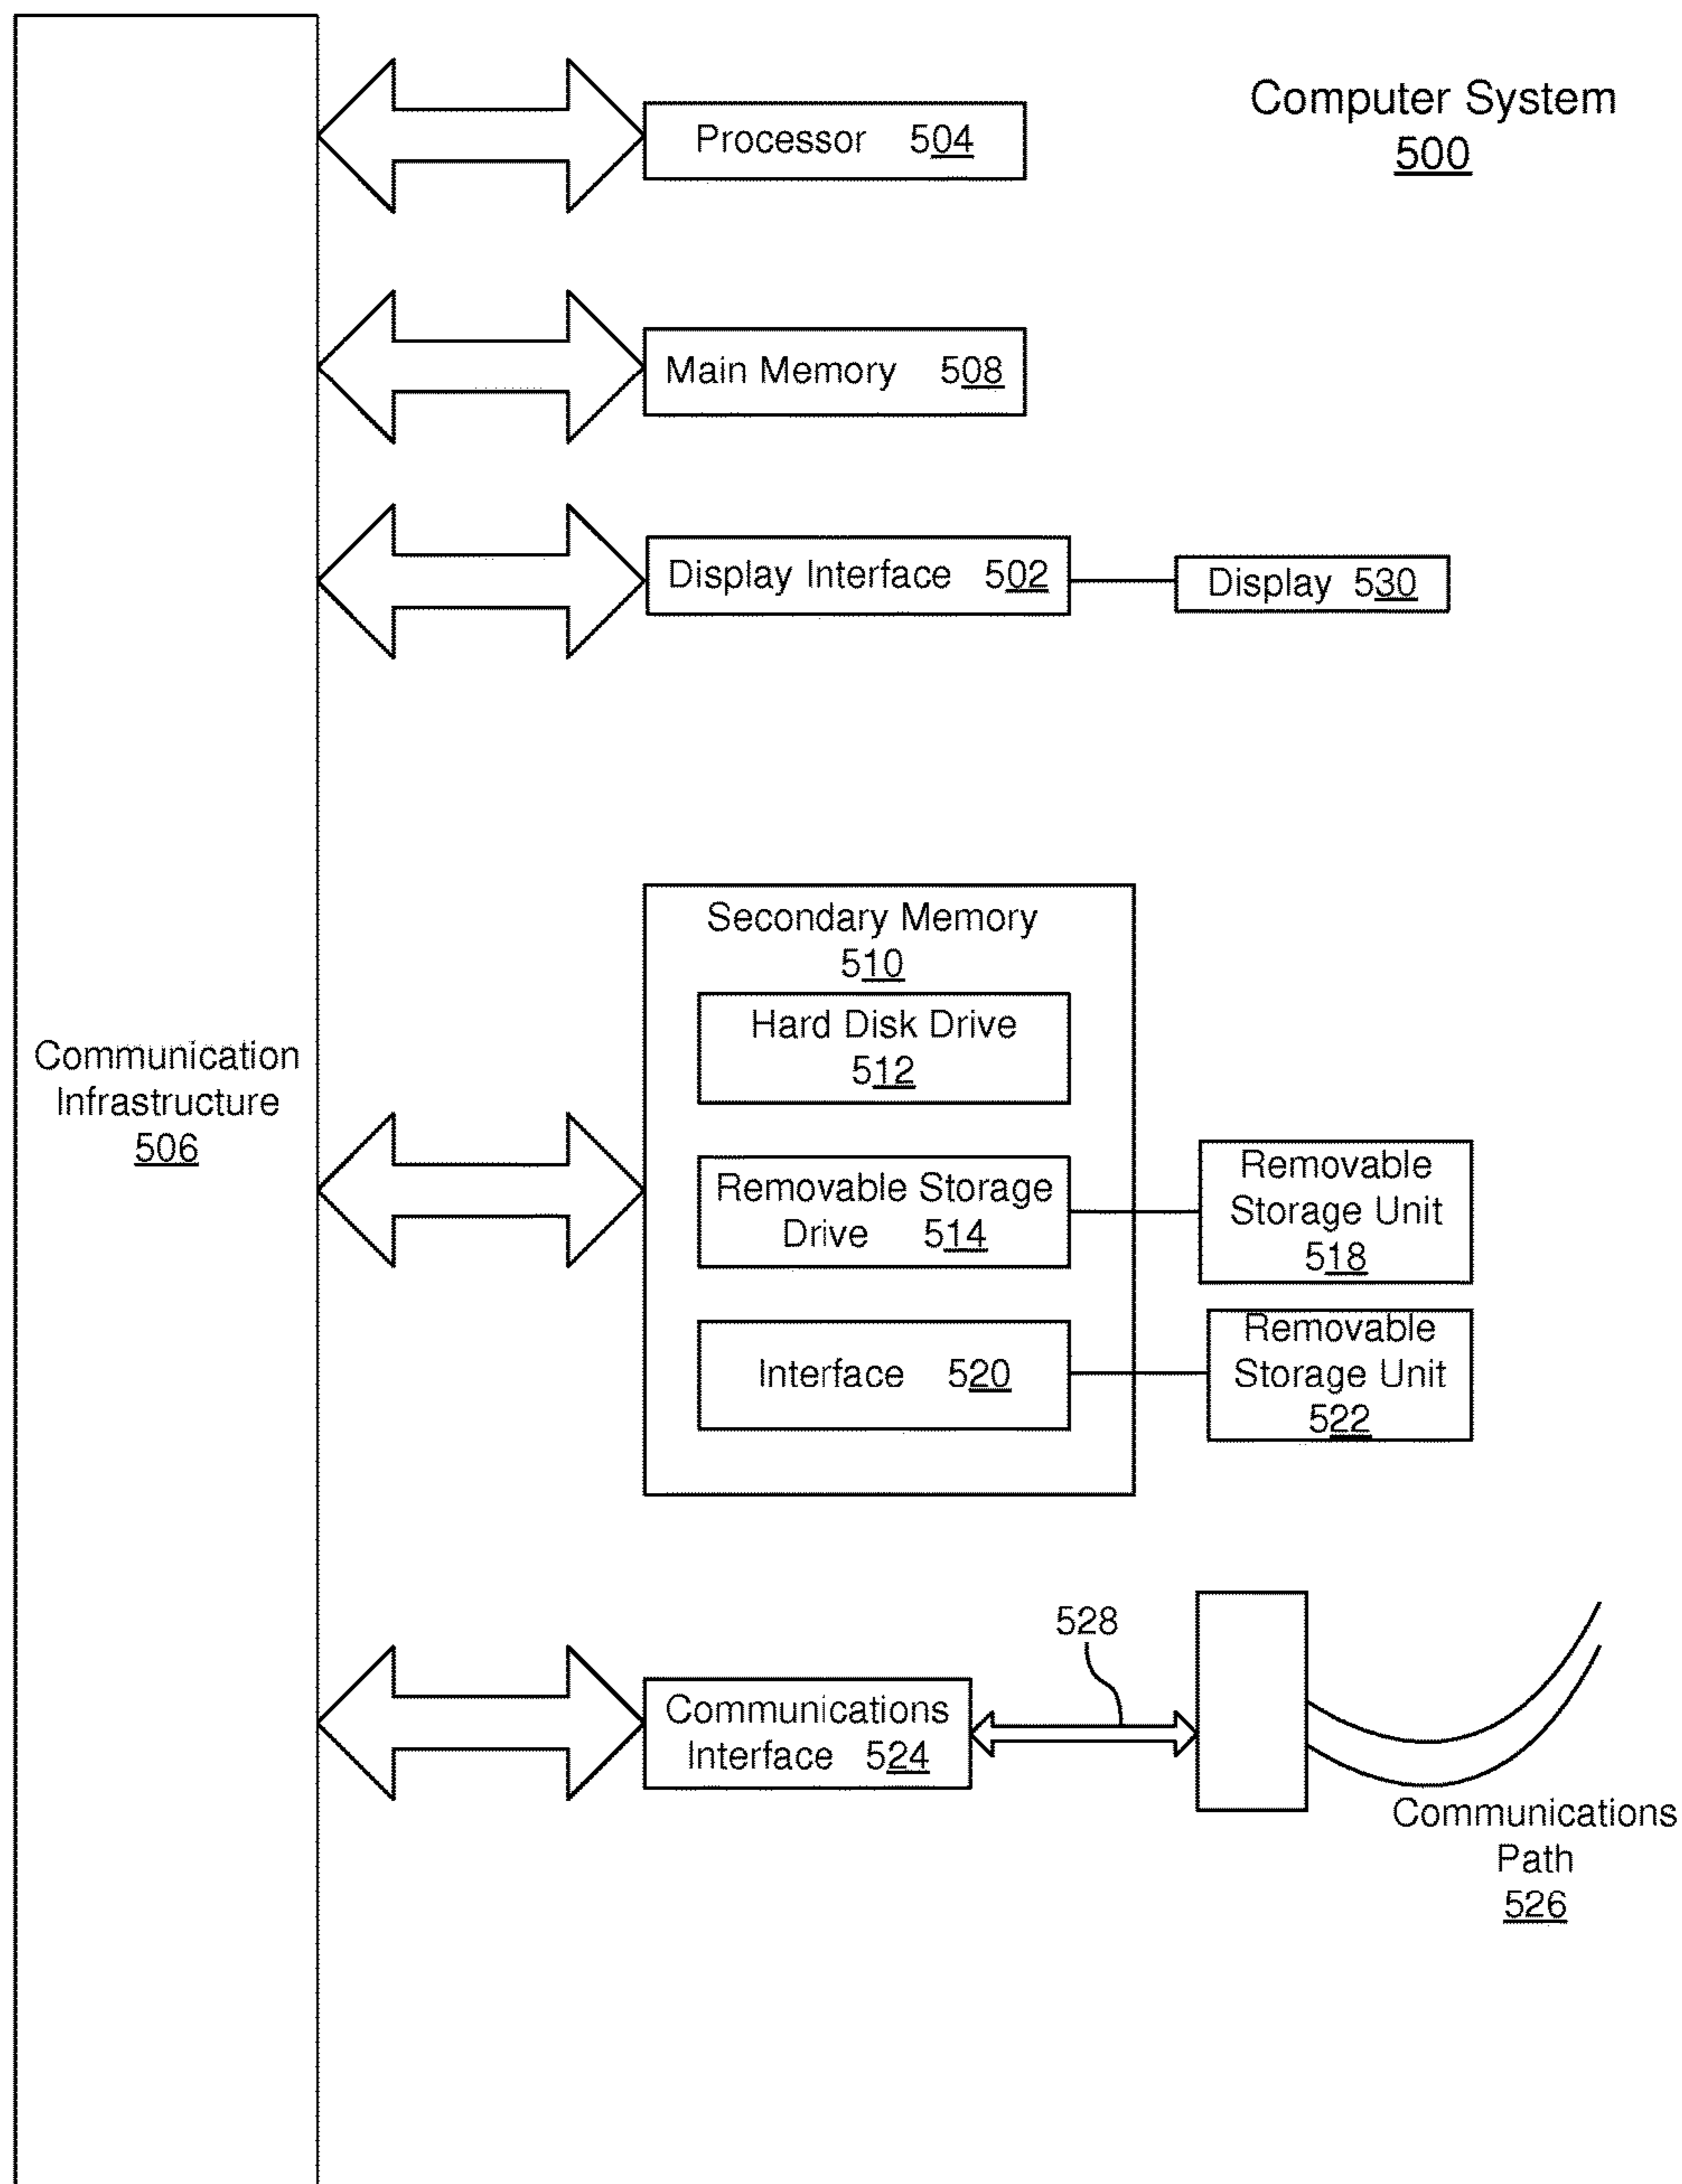 Computer System
500
Processor 504
Main Memory 508
Display Interface 502
Display 530
Secondary Memory
510
Hard Disk Drive
512
Communication
Infrastructure
506
Removable Storage
Drive 514
Removable
Storage Unit
518
Interface 520
Removable
Storage Unit
522
528
Communications
Interface 524
Communications
Path
526